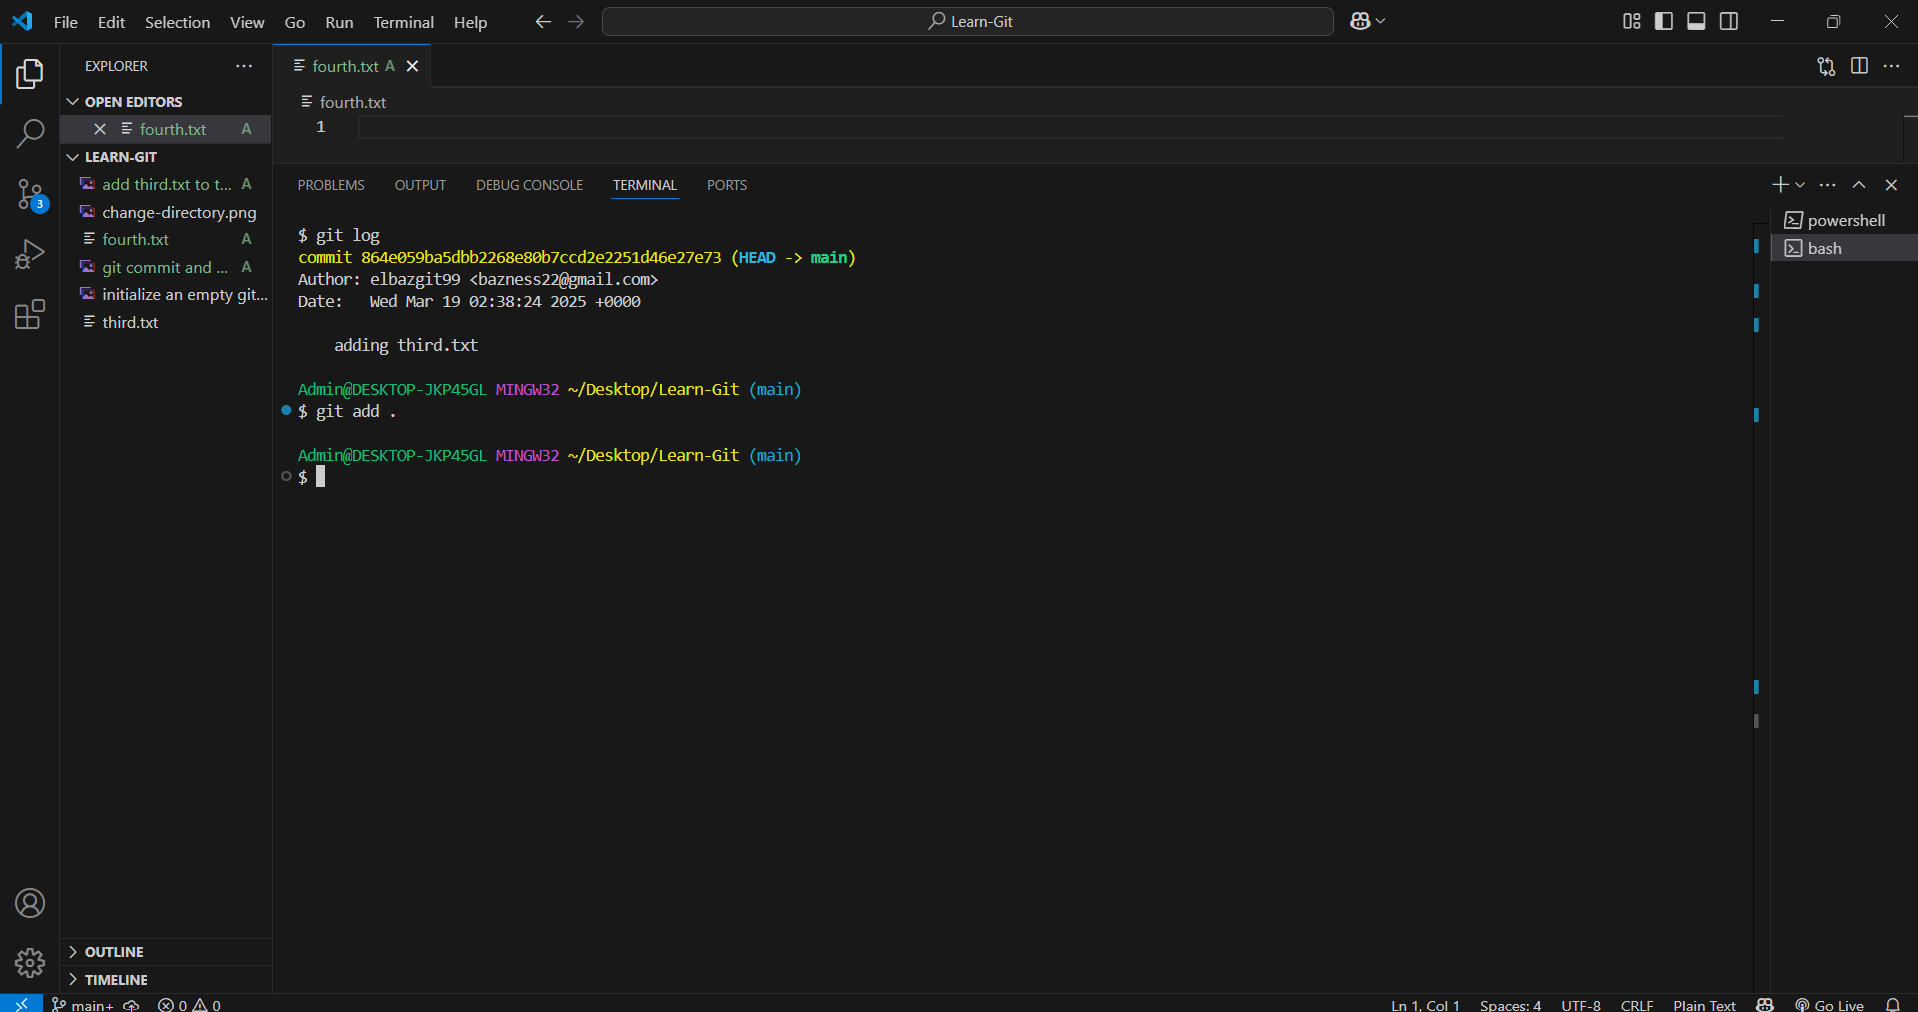 File Edit Selection View Go Run Terminal Help
Learn-Git
EXPLORER
OPEN EDITORS
fourth.txt A
LEARN-GIT
add third.txt to t... A
change-directory.png
fourth.txt A
git commit and ... A
initialize an empty git...
third.txt
3
OUTLINE
TIMELINE
fourth.txt A
fourth.txt
1
PROBLEMS OUTPUT DEBUG CONSOLE TERMINAL PORTS
$ git log
commit 864e059ba5dbb2268e80b7ccd2e2251d46e27e73 (HEAD -> main)
Author: elbazgit99 <bazness22@gmail.com>
Date:   Wed Mar 19 02:38:24 2025 +0000
adding third.txt
Admin@DESKTOP-JKP45GL MINGW32 ~/Desktop/Learn-Git (main)
$ git add .
Admin@DESKTOP-JKP45GL MINGW32 ~/Desktop/Learn-Git (main)
$
powershell
bash
main+ 0 0 Ln 1, Col 1 Spaces: 4 UTF-8 CRLF Plain Text Go Live